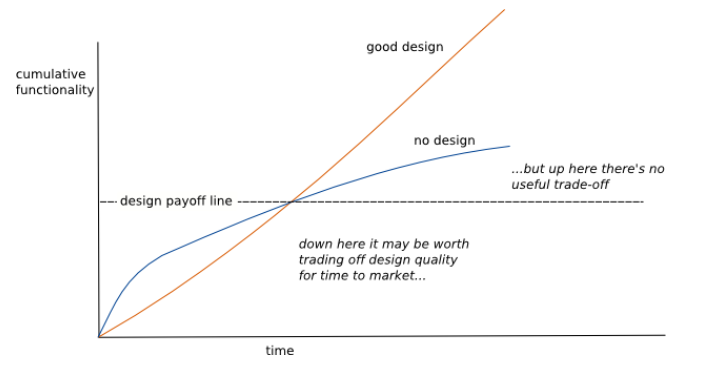 good design
cumulative
functionality
no design
...but up here there's no
useful trade-off
design payoff line
down here it may be worth
trading off design quality
for time to market...
time